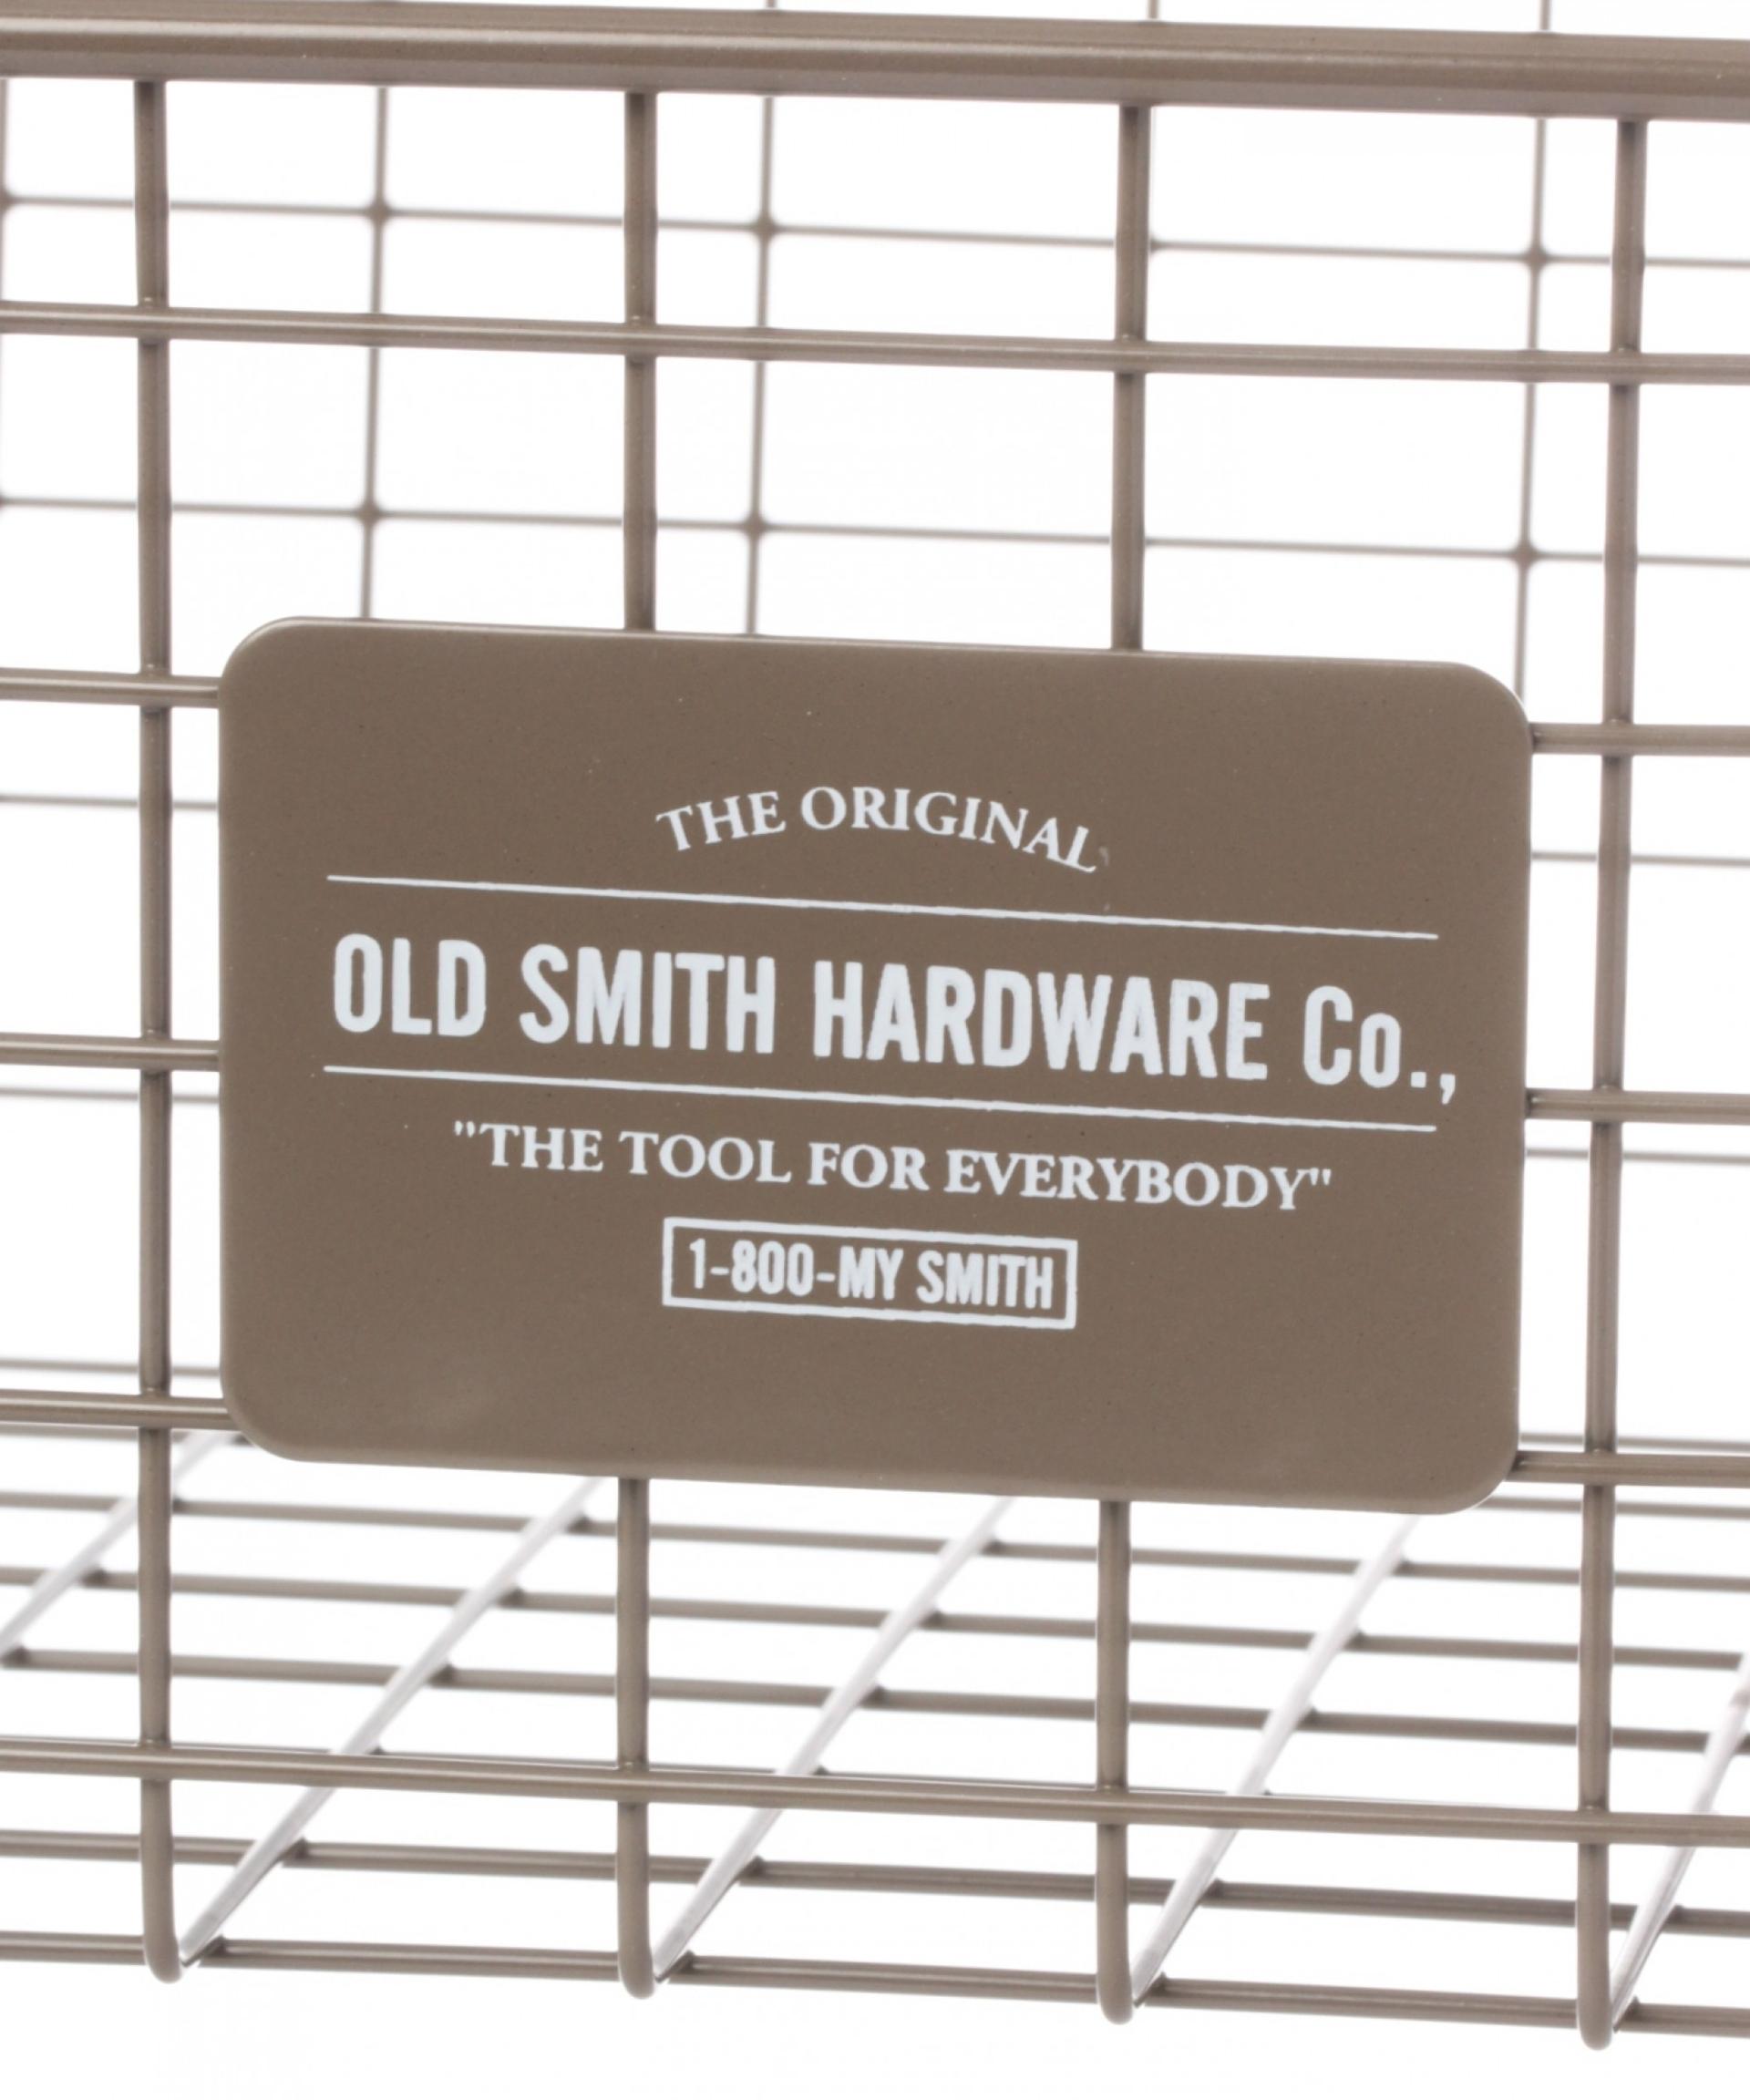 THE ORIGINAL
OLD SMITH HARDWARE Co.,
"THE TOOL FOR EVERYBODY"
1-800-MY SMITH